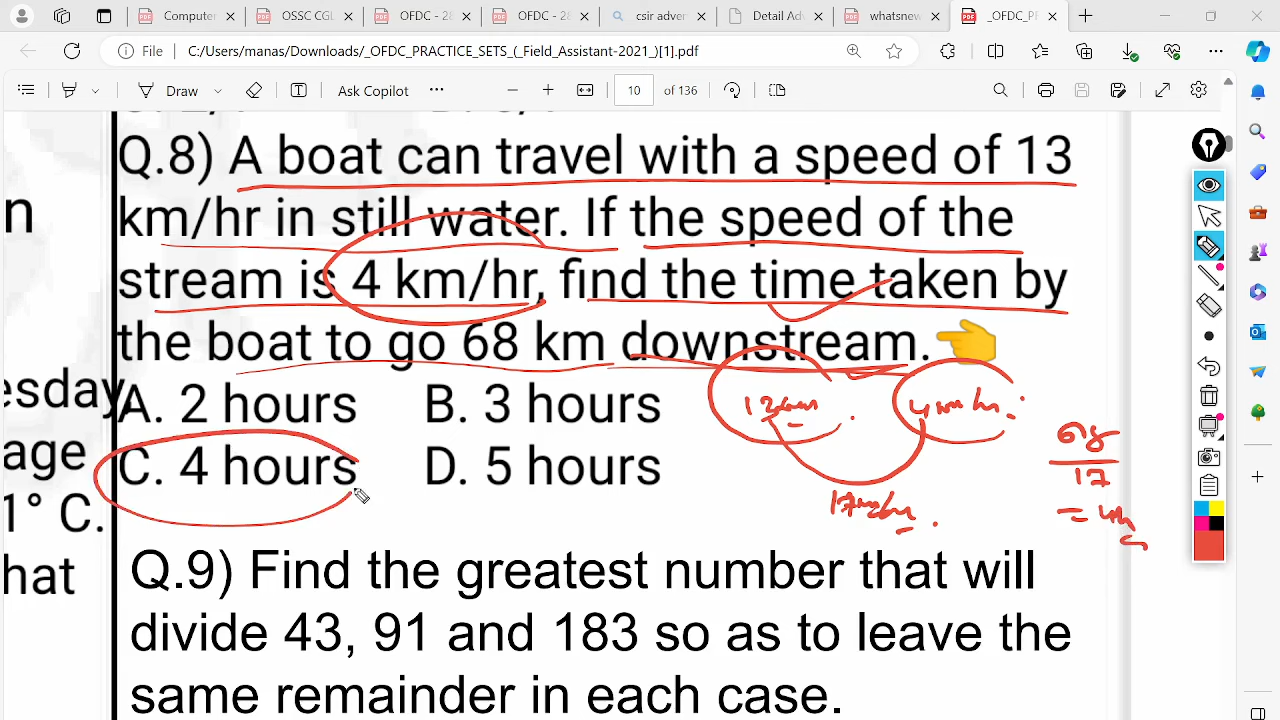 Computer
OSSC CGL
OFDC - 28
OFDC - 28
csir adver
Detail Adv
whatsnew
_OFDC_PR
File
C:/Users/manas/Downloads/_OFDC_PRACTICE_SETS_(_Field_Assistant-2021_)[1].pdf
Draw
Ask Copilot
10 of 136
Q.8) A boat can travel with a speed of 13
km/hr in still water. If the speed of the
stream is 4 km/hr, find the time taken by
the boat to go 68 km downstream.
A. 2 hours B. 3 hours
C. 4 hours D. 5 hours
68
17
Q.9) Find the greatest number that will
divide 43, 91 and 183 so as to leave the
same remainder in each case.
n
esday,
age
1° C.
hat